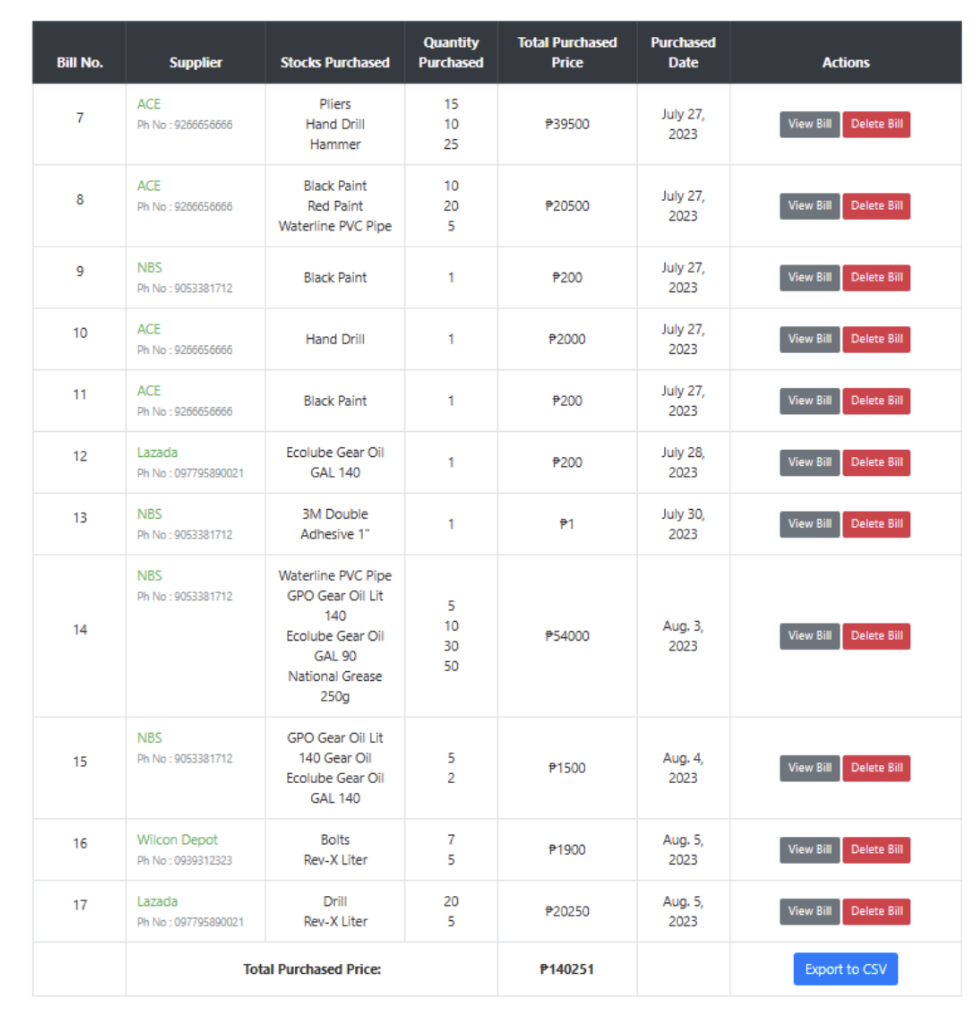 Bill No. Supplier Stocks Purchased Quantity Purchased Total Purchased Price Purchased Date Actions
7
ACE
Ph No : 9266656666
Pliers
Hand Drill
Hammer
15
10
25
₱39500
July 27,
2023
View Bill Delete Bill
8
ACE
Ph No : 9266656666
Black Paint
Red Paint
Waterline PVC Pipe
10
20
5
₱20500
July 27,
2023
View Bill Delete Bill
9
NBS
Ph No : 9053381712
Black Paint
1
₱200
July 27,
2023
View Bill Delete Bill
10
ACE
Ph No : 9266656666
Hand Drill
1
₱2000
July 27,
2023
View Bill Delete Bill
11
ACE
Ph No : 9266656666
Black Paint
1
₱200
July 27,
2023
View Bill Delete Bill
12
Lazada
Ph No : 097795890021
Ecolube Gear Oil
GAL 140
1
₱200
July 28,
2023
View Bill Delete Bill
13
NBS
Ph No : 9053381712
3M Double
Adhesive 1"
1
₱1
July 30,
2023
View Bill Delete Bill
14
NBS
Ph No : 9053381712
Waterline PVC Pipe
GPO Gear Oil Lit
140
Ecolube Gear Oil
GAL 90
National Grease
250g
5
10
30
50
₱54000
Aug. 3,
2023
View Bill Delete Bill
15
NBS
Ph No : 9053381712
GPO Gear Oil Lit
140 Gear Oil
Ecolube Gear Oil
GAL 140
5
2
₱1500
Aug. 4,
2023
View Bill Delete Bill
16
Wilcon Depot
Ph No : 0939312323
Bolts
Rev-X Liter
7
5
₱1900
Aug. 5,
2023
View Bill Delete Bill
17
Lazada
Ph No : 097795890021
Drill
Rev-X Liter
20
5
₱20250
Aug. 5,
2023
View Bill Delete Bill
Total Purchased Price: ₱140251 Export to CSV